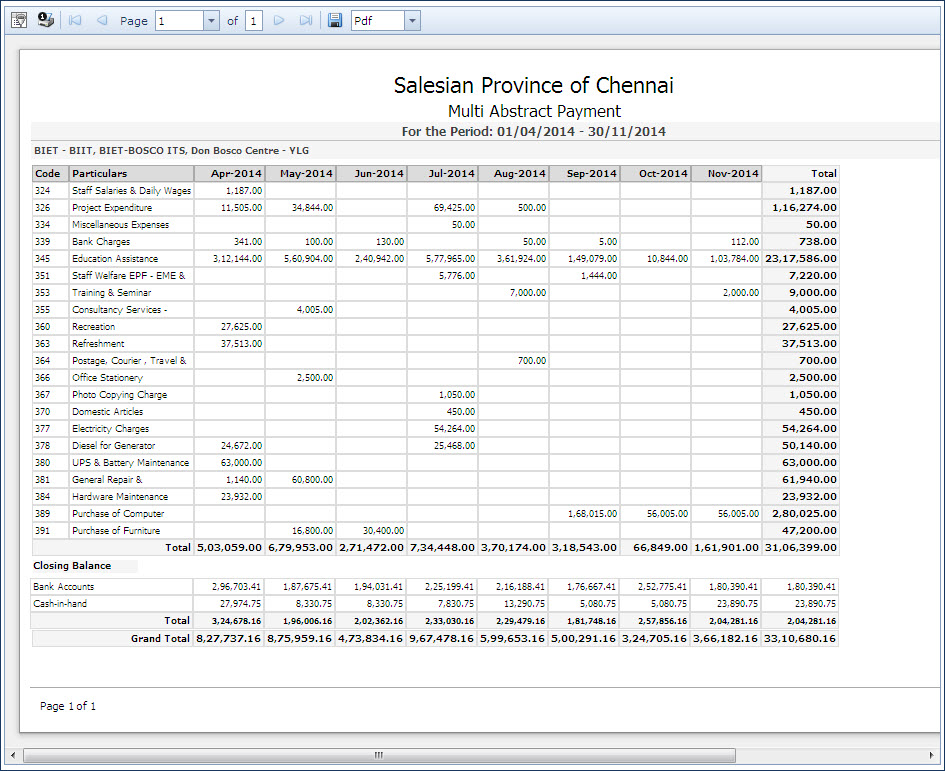 Page 1 of 1 Pdf
Salesian Province of Chennai
Multi Abstract Payment
For the Period: 01/04/2014 - 30/11/2014
BIET - BIIT, BIET-BOSCO ITS, Don Bosco Centre - YLG
Code Particulars Apr-2014 May-2014 Jun-2014 Jul-2014 Aug-2014 Sep-2014 Oct-2014 Nov-2014 Total
324 Staff Salaries & Daily Wages 1,187.00 1,187.00
326 Project Expenditure 11,505.00 34,844.00 69,425.00 500.00 1,16,274.00
334 Miscellaneous Expenses 50.00 50.00
339 Bank Charges 341.00 100.00 130.00 50.00 5.00 112.00 738.00
345 Education Assistance 3,12,144.00 5,60,904.00 2,40,942.00 5,77,965.00 3,61,924.00 1,49,079.00 10,844.00 1,03,784.00 23,17,586.00
351 Staff Welfare EPF - EME & 5,776.00 1,444.00 7,220.00
353 Training & Seminar 7,000.00 2,000.00 9,000.00
355 Consultancy Services - 4,005.00 4,005.00
360 Recreation 27,625.00 27,625.00
363 Refreshment 37,513.00 37,513.00
364 Postage, Courier , Travel & 700.00 700.00
366 Office Stationery 2,500.00 2,500.00
367 Photo Copying Charge 1,050.00 1,050.00
370 Domestic Articles 450.00 450.00
377 Electricity Charges 54,264.00 54,264.00
378 Diesel for Generator 24,672.00 25,468.00 50,140.00
380 UPS & Battery Maintenance 63,000.00 63,000.00
381 General Repair & 1,140.00 60,800.00 61,940.00
384 Hardware Maintenance 23,932.00 23,932.00
389 Purchase of Computer 1,68,015.00 56,005.00 56,005.00 2,80,025.00
391 Purchase of Furniture 16,800.00 30,400.00 47,200.00
Total 5,03,059.00 6,79,953.00 2,71,472.00 7,34,448.00 3,70,174.00 3,18,543.00 66,849.00 1,61,901.00 31,06,399.00
Closing Balance
Bank Accounts 2,96,703.41 1,87,675.41 1,94,031.41 2,25,199.41 2,16,188.41 1,76,667.41 2,52,775.41 1,80,390.41 1,80,390.41
Cash-in-hand 27,974.75 8,330.75 8,330.75 7,830.75 13,290.75 5,080.75 5,080.75 23,890.75 23,890.75
Total 3,24,678.16 1,96,006.16 2,02,362.16 2,33,030.16 2,29,479.16 1,81,748.16 2,57,856.16 2,04,281.16 2,04,281.16
Grand Total 8,27,737.16 8,75,959.16 4,73,834.16 9,67,478.16 5,99,653.16 5,00,291.16 3,24,705.16 3,66,182.16 33,10,680.16
Page 1 of 1